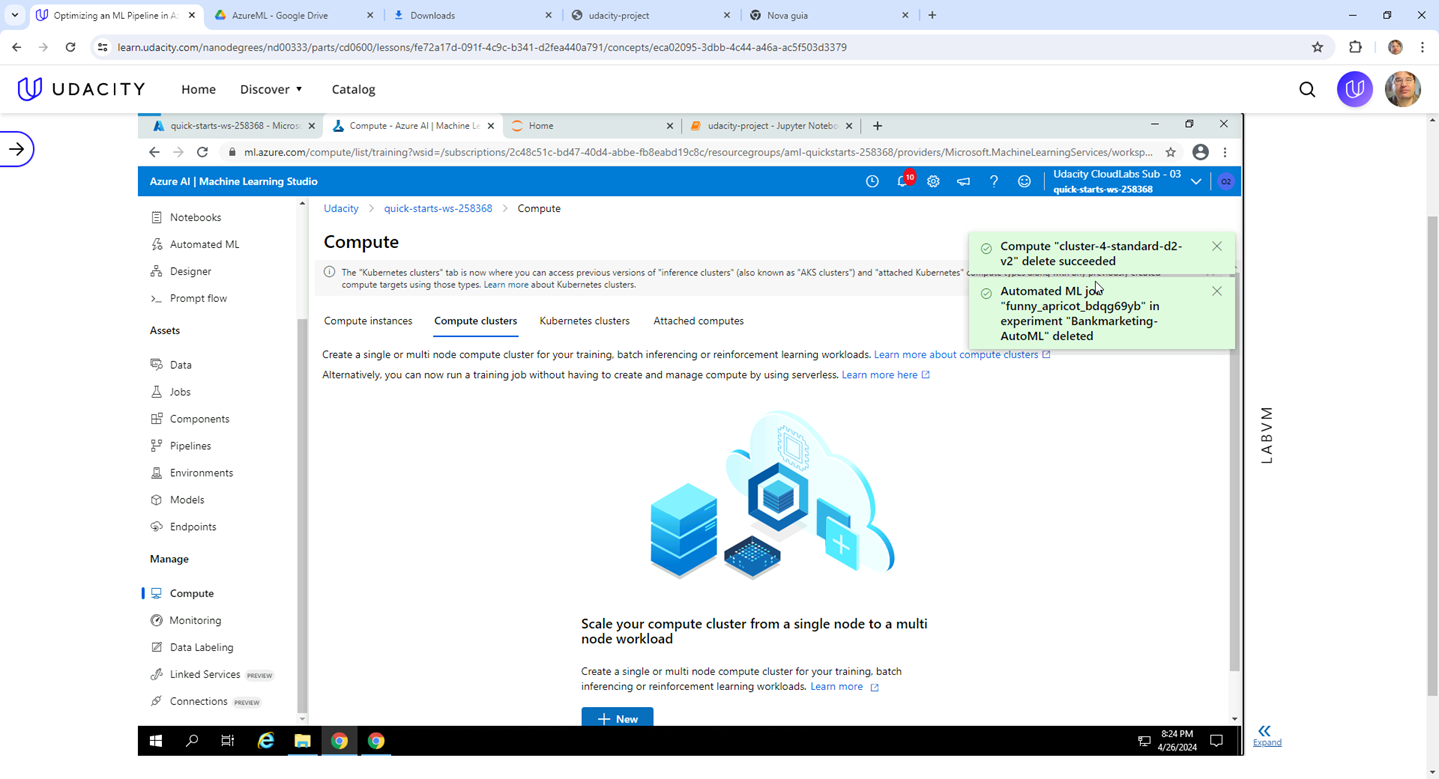 Optimizing an ML Pipeline in A
AzureML - Google Drive
Downloads
udacity-project
Nova guia
learn.udacity.com/nanodegrees/nd00333/parts/cd0600/lessons/fe72a17d-091f-4c9c-b341-d2fea440a791/concepts/eca02095-3dbb-4c44-a46a-ac5f503d3379
UDACITY
Home
Discover
Catalog
quick-starts-ws-258368 - Micros
Compute - Azure AI | Machine Le
Home
udacity-project - Jupyter Notebo
ml.azure.com/compute/list/training?wsid=/subscriptions/2c48c51c-bd47-40d4-abbe-fb8eabd19c8c/resourcegroups/aml-quickstarts-258368/providers/Microsoft.MachineLearningServices/worksp...
Azure AI | Machine Learning Studio
10
Udacity CloudLabs Sub - 03
quick-starts-ws-258368
O2
Notebooks
Automated ML
Designer
Prompt flow
Assets
Data
Jobs
Components
Pipelines
Environments
Models
Endpoints
Manage
Compute
Monitoring
Data Labeling
Linked Services PREVIEW
Connections PREVIEW
Udacity > quick-starts-ws-258368 > Compute
Compute
The "Kubernetes clusters" tab is now where you can access previous versions of "inference clusters" (also known as "AKS clusters") and "attached Kubernetes" compute types along with any previously created
compute targets using those types. Learn more about Kubernetes clusters.
Compute "cluster-4-standard-d2-
v2" delete succeeded
Automated ML job
"funny_apricot_bdqg69yb" in
experiment "Bankmarketing-
AutoML" deleted
Compute instances
Compute clusters
Kubernetes clusters
Attached computes
Create a single or multi node compute cluster for your training, batch inferencing or reinforcement learning workloads. Learn more about compute clusters
Alternatively, you can now run a training job without having to create and manage compute by using serverless. Learn more here
Scale your compute cluster from a single node to a multi
node workload
Create a single or multi node compute cluster for your training, batch
inferencing or reinforcement learning workloads. Learn more
New
LABVM
8:24 PM
4/26/2024
Expand